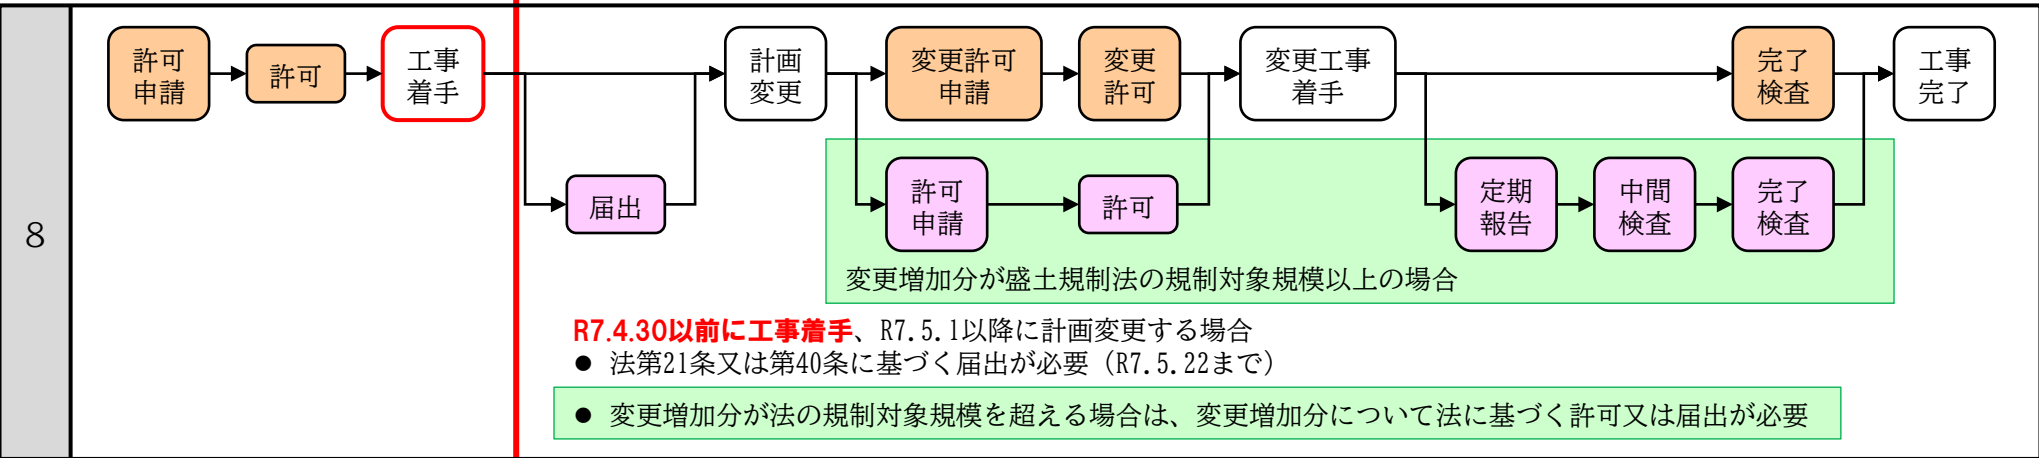 8
許可
申請
許可
工事
着手
届出
計画
変更
変更許可
申請
変更
許可
変更工事
着手
完了
検査
工事
完了
許可
申請
許可
定期
報告
中間
検査
完了
検査
変更増加分が盛土規制法の規制対象規模以上の場合
R7.4.30以前に工事着手、R7.5.1以降に計画変更する場合
● 法第21条又は第40条に基づく届出が必要（R7.5.22まで）
● 変更増加分が法の規制対象規模を超える場合は、変更増加分について法に基づく許可又は届出が必要